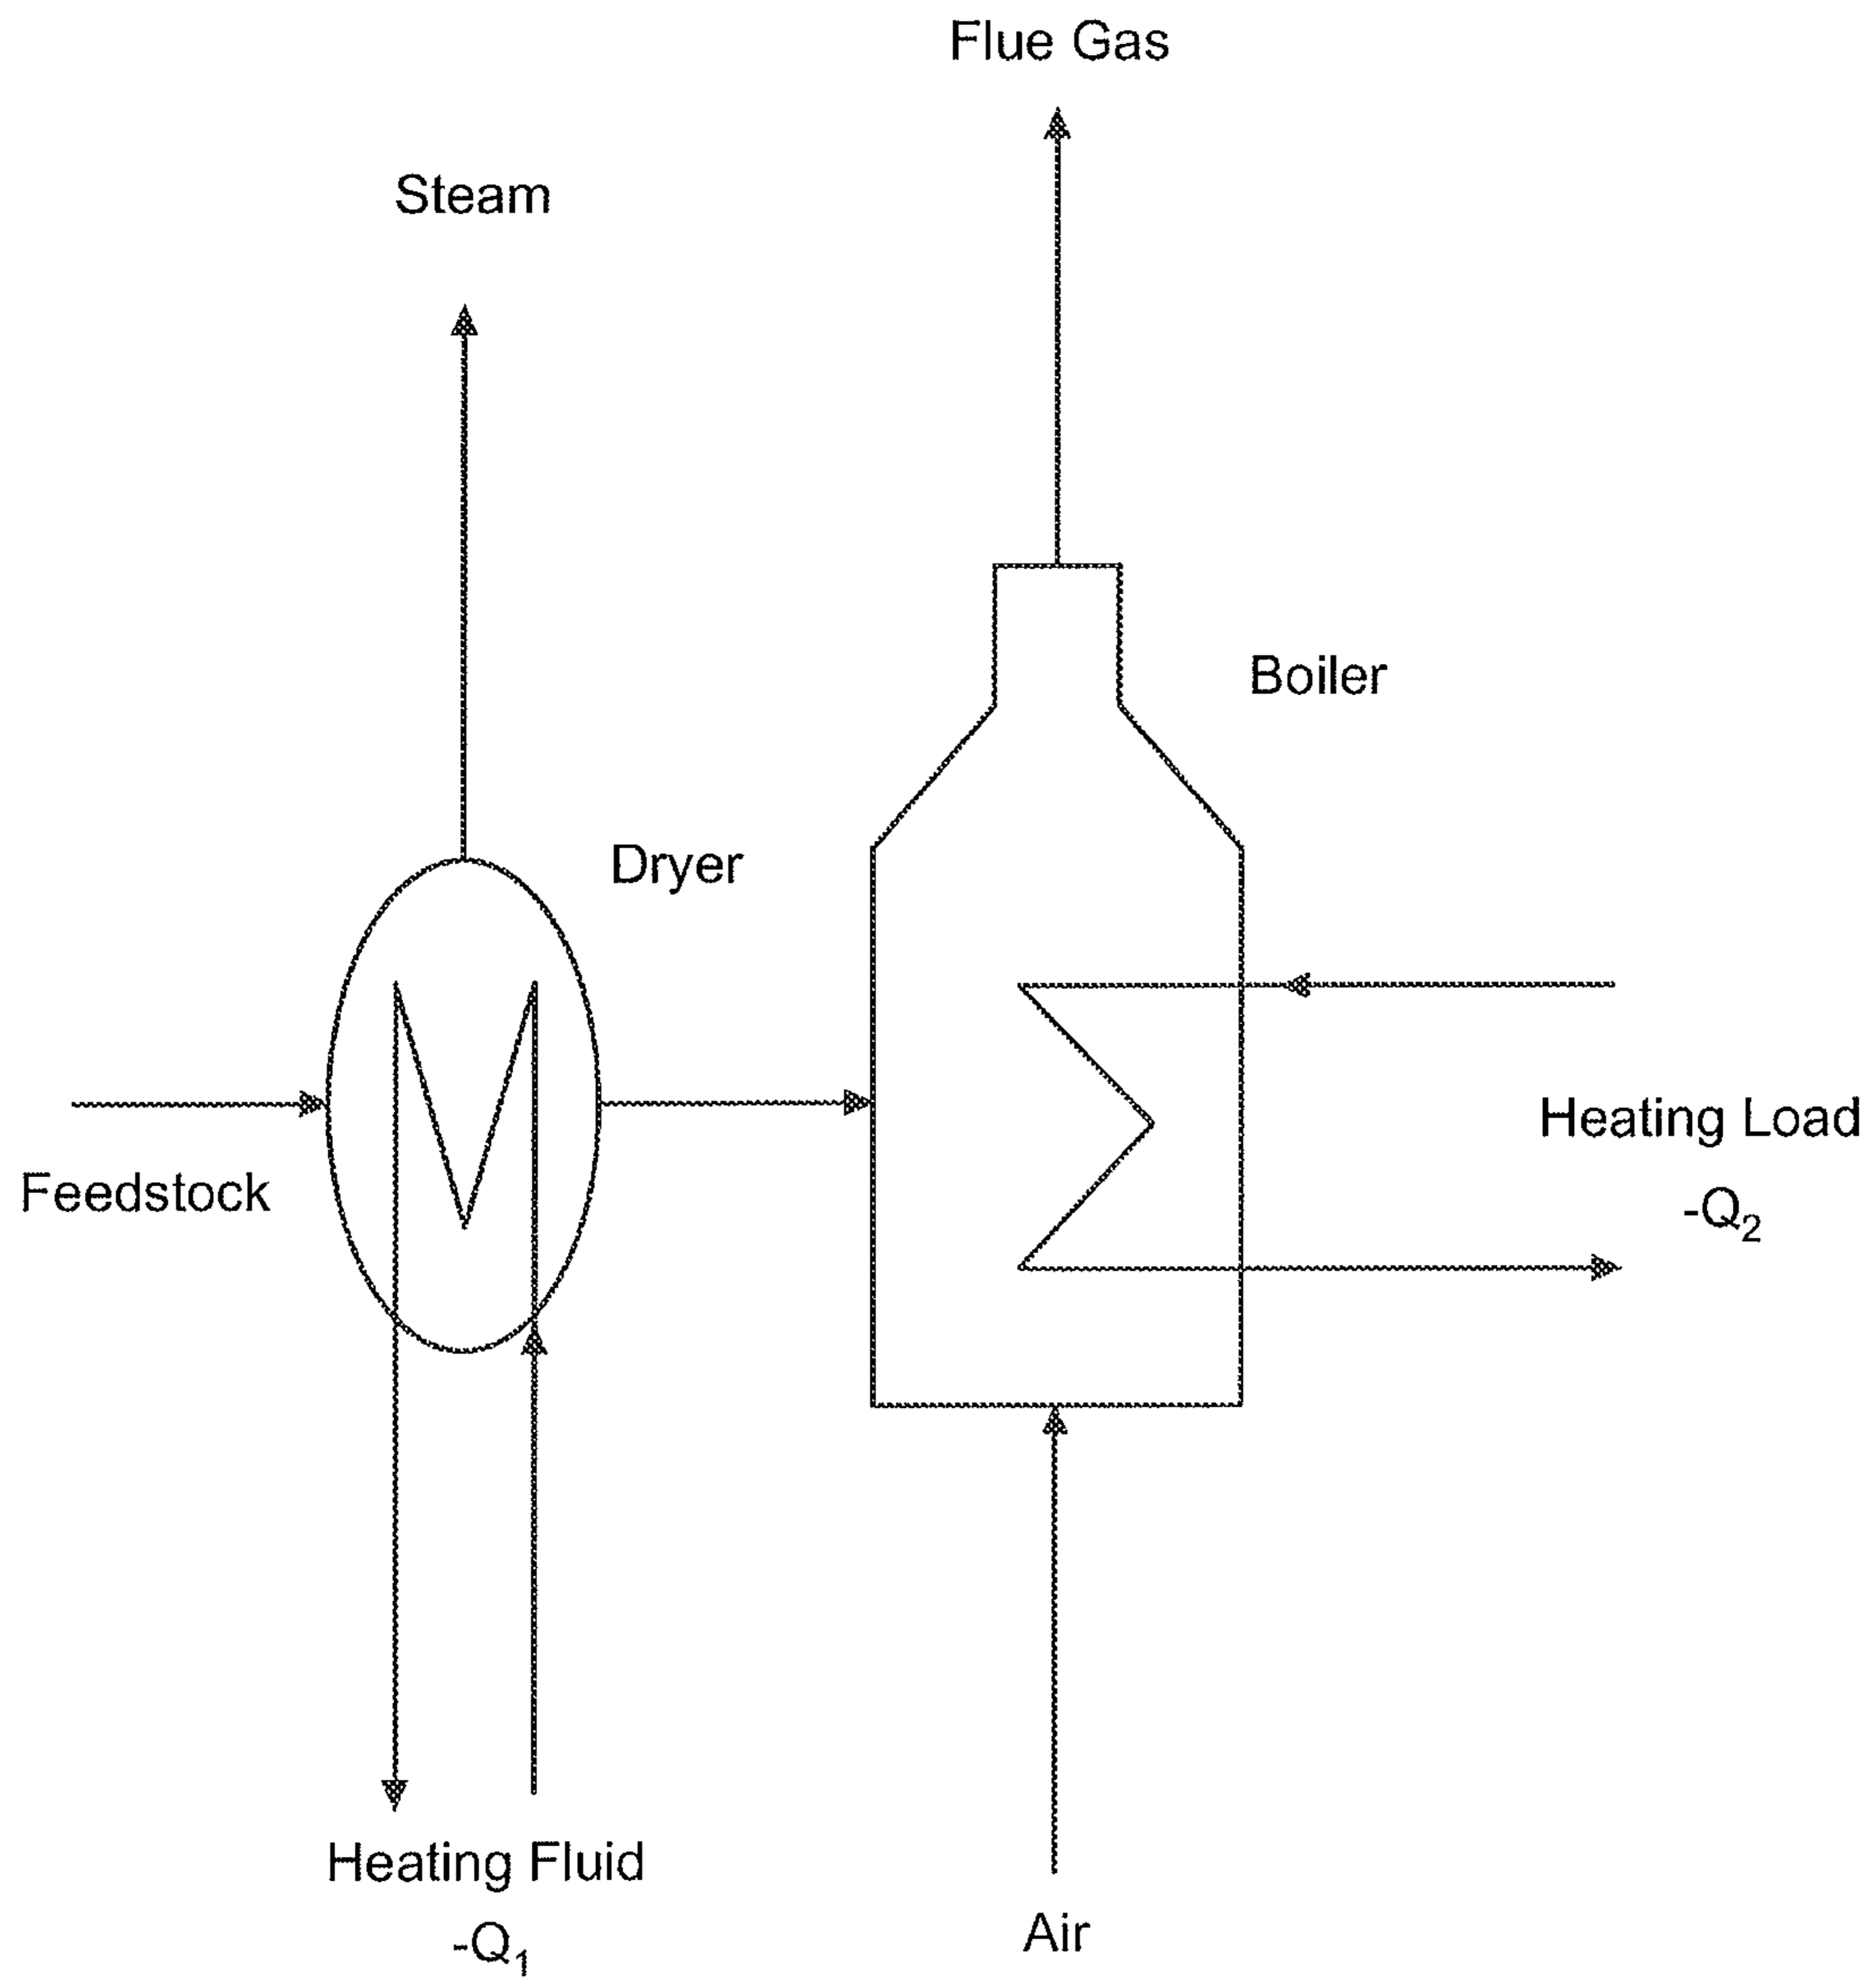 Flue Gas
Steam
Boiler
Dryer
Heating Load
-Q2
Feedstock
Heating Fluid
-Q1
Air